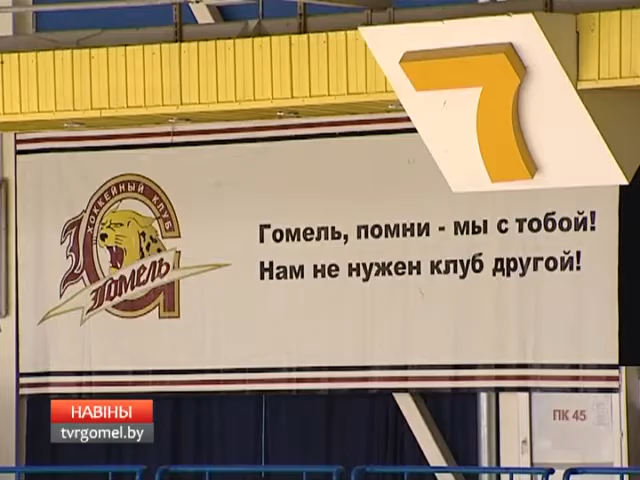 7
ХОККЕЙНЫЙ КЛУБ
Гомель
Гомель, помни - мы с тобой!
Нам не нужен клуб другой!
НАВІНЫ
tvrgomel.by
ПК 45